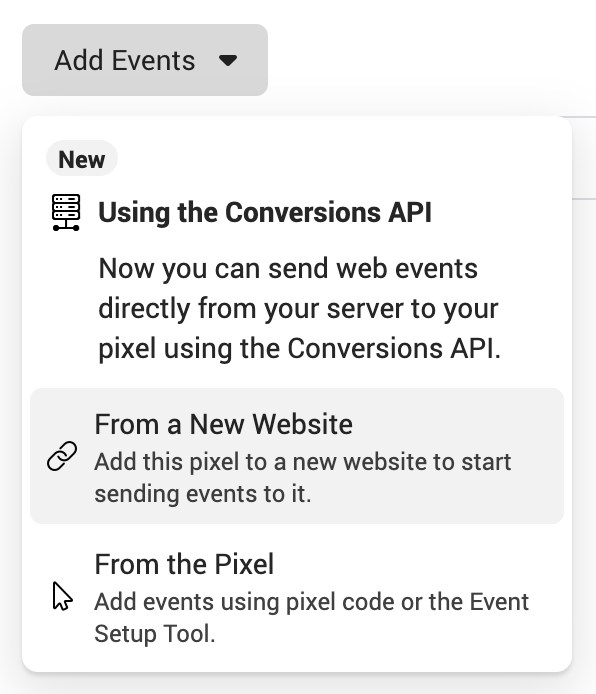 Add Events
New
Using the Conversions API
Now you can send web events
directly from your server to your
pixel using the Conversions API.
From a New Website
Add this pixel to a new website to start
sending events to it.
From the Pixel
Add events using pixel code or the Event
Setup Tool.